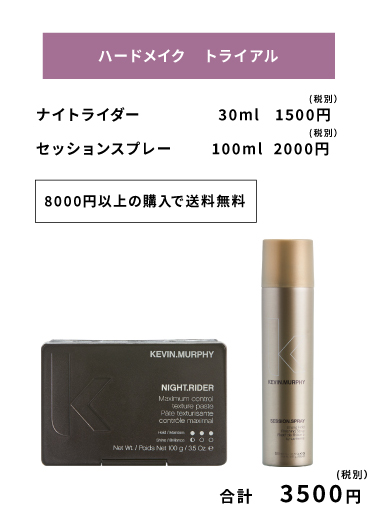 ハードメイク　トライアル
(税別)
ナイトライダー 30ml 1500円
(税別)
セッションスプレー 100ml 2000円
8000円以上の購入で送料無料
KEVIN.MURPHY
NIGHT.RIDER
Maximum control
texture paste
Pâte texturisante
contrôle maximal
Hold / Maintien
Shine / Brillance
Net Wt. / Poids Net 100 g / 3.5 Oz e
KEVIN.MURPHY
SESSION.SPRAY
(税別)
合計 3500円